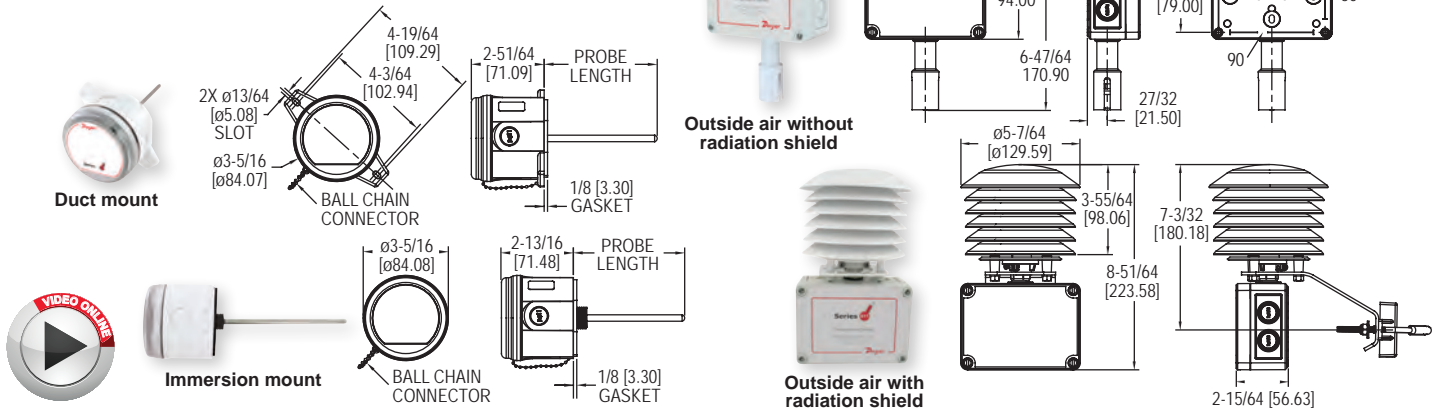 4-19/64
[109.29]
4-3/64
[102.94]
2X ø13/64
[ø5.08]
SLOT
ø3-5/16
[ø84.07]
BALL CHAIN
CONNECTOR
2-51/64
[71.09]
PROBE
LENGTH
1/8 [3.30]
GASKET
Duct mount
Dwyer
94.00
6-47/64
170.90
[79.00]
90
27/32
[21.50]
Outside air without
radiation shield
VIDEO ONLINE
Immersion mount
ø3-5/16
[ø84.08]
BALL CHAIN
CONNECTOR
2-13/16
[71.48]
PROBE
LENGTH
1/8 [3.30]
GASKET
Series
Dwyer
Outside air with
radiation shield
ø5-7/64
[ø129.59]
3-55/64
[98.06]
8-51/64
[223.58]
7-3/32
[180.18]
2-15/64 [56.63]